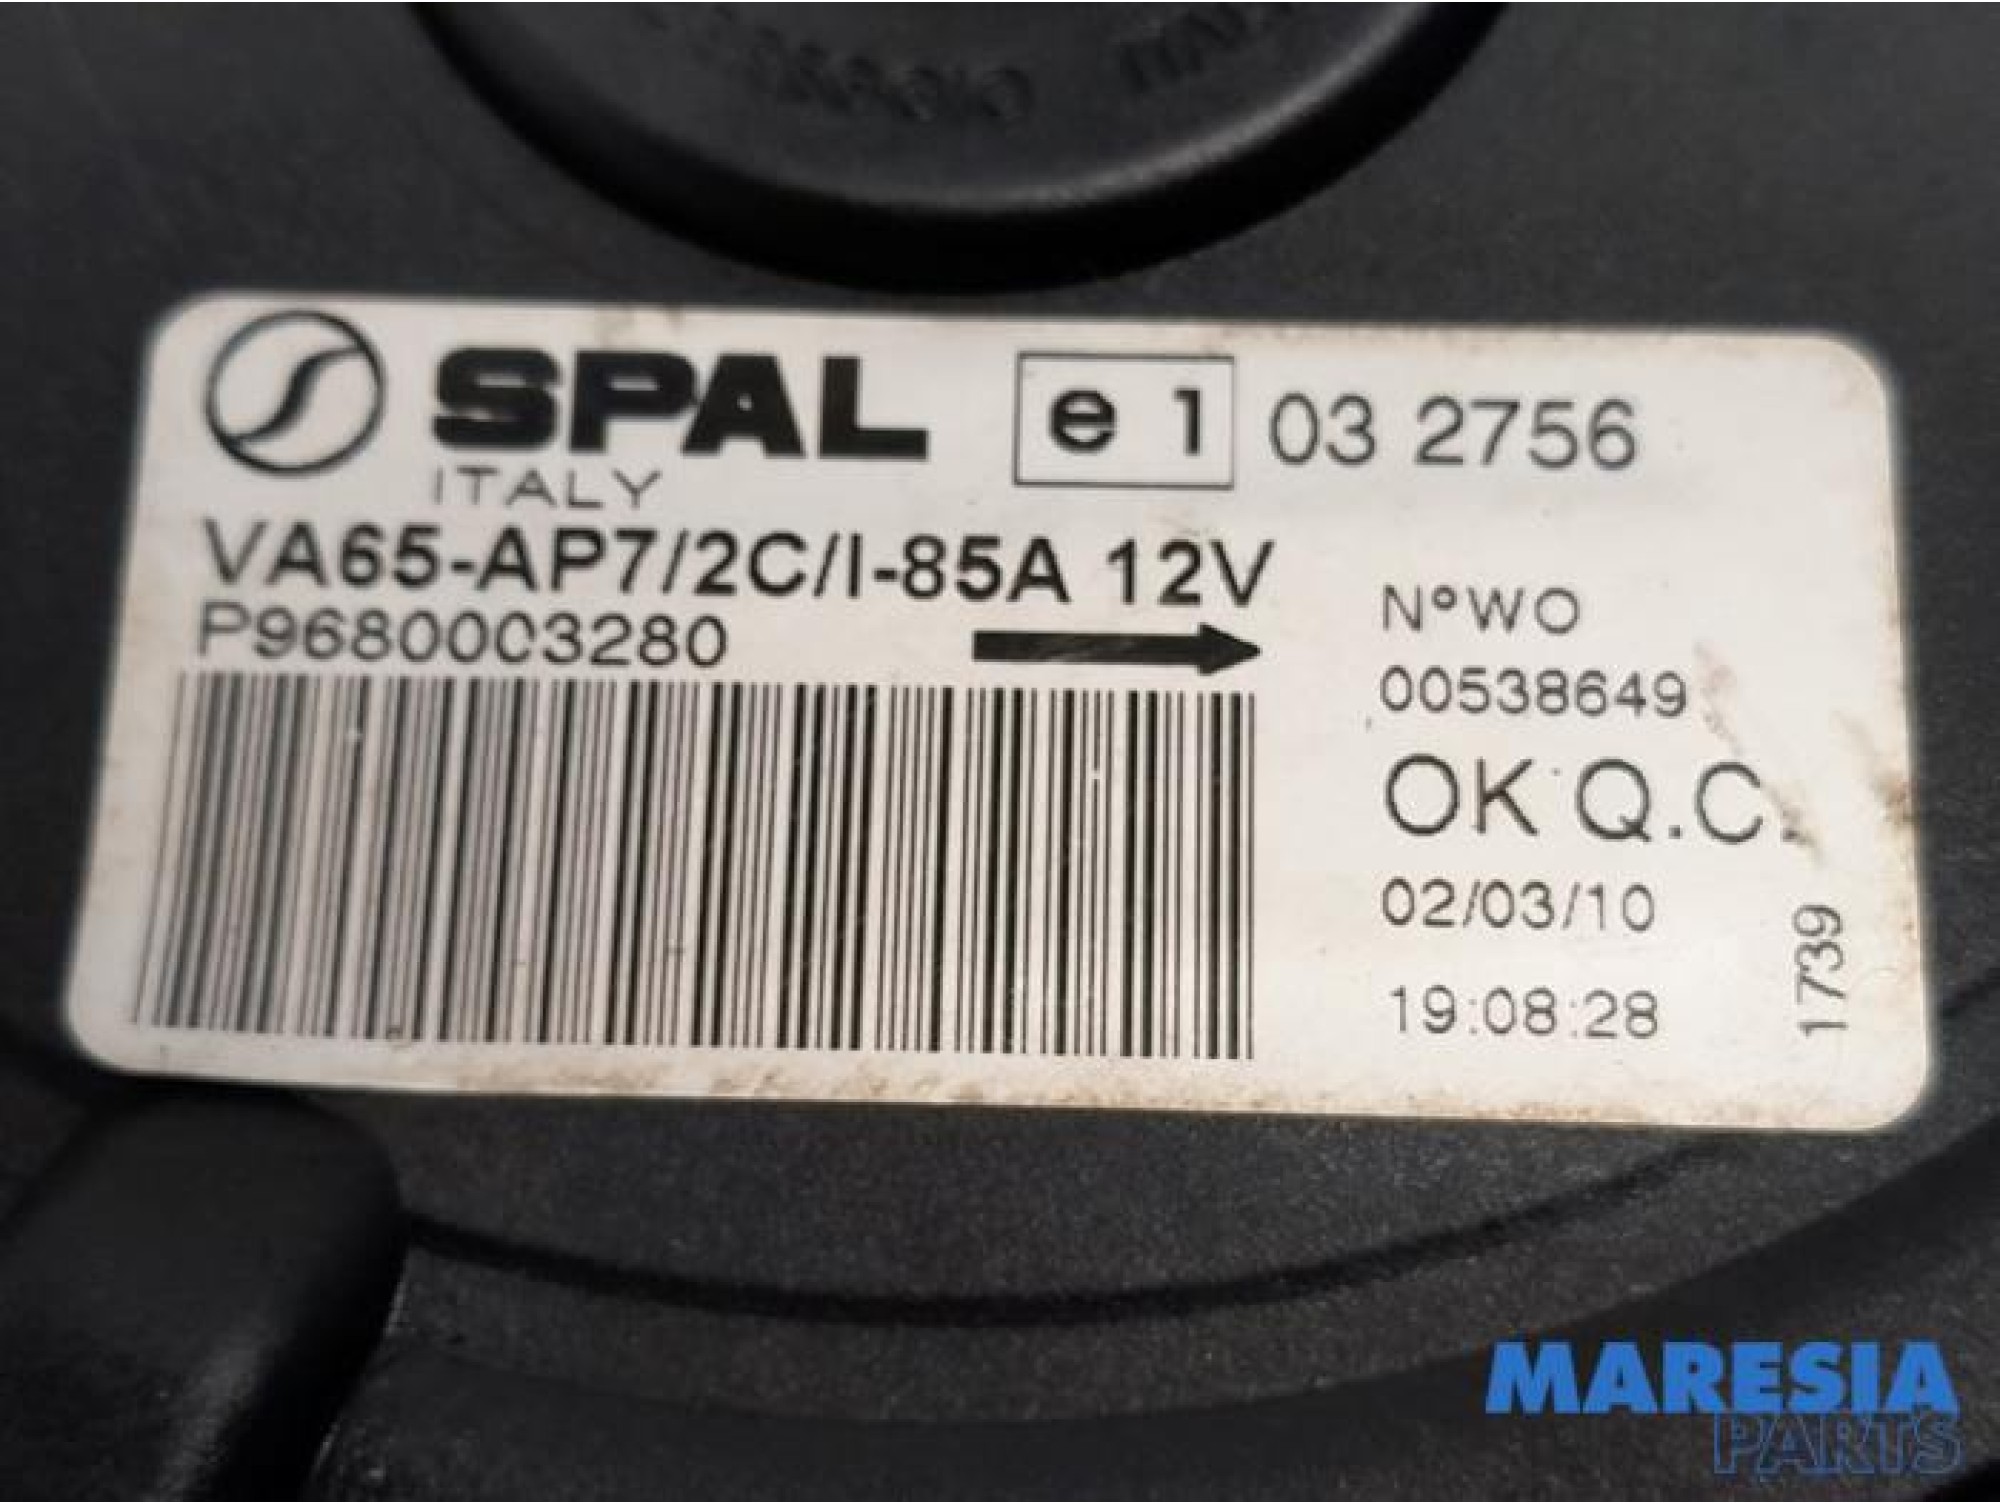 SPAL
ITALY
e 1 03 2756
VA65-AP7/2C/I-85A 12V
P9680003280
N°WO
00538649
OK Q.C.
02/03/10
19:08:28
1739
MARESIA
PARTS